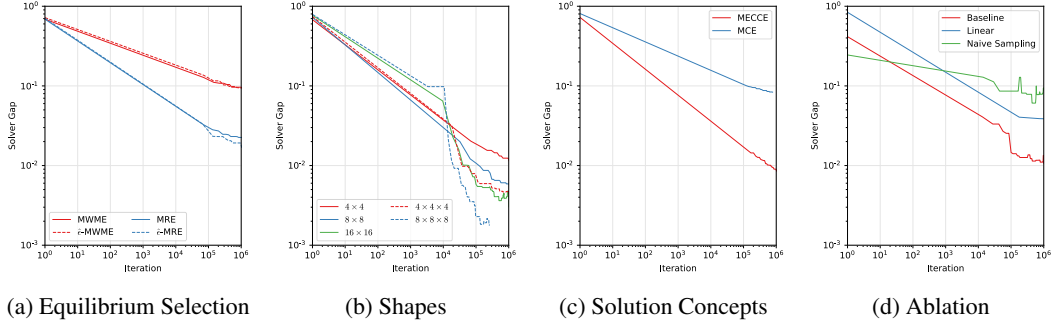 10^0
10^-1
10^-2
10^-3
Solver Gap
10^0 10^1 10^2 10^3 10^4 10^5 10^6
Iteration
MWME
ĩ-MWME
MRE
ĩ-MRE
(a) Equilibrium Selection
10^0
10^-1
10^-2
10^-3
Solver Gap
10^0 10^1 10^2 10^3 10^4 10^5 10^6
Iteration
4 × 4
8 × 8
16 × 16
4 × 4 × 4
8 × 8 × 8
(b) Shapes
10^0
10^-1
10^-2
10^-3
Solver Gap
10^0 10^1 10^2 10^3 10^4 10^5 10^6
Iteration
MECCE
MCE
(c) Solution Concepts
10^0
10^-1
10^-2
10^-3
Solver Gap
10^0 10^1 10^2 10^3 10^4 10^5 10^6
Iteration
Baseline
Linear
Naive Sampling
(d) Ablation